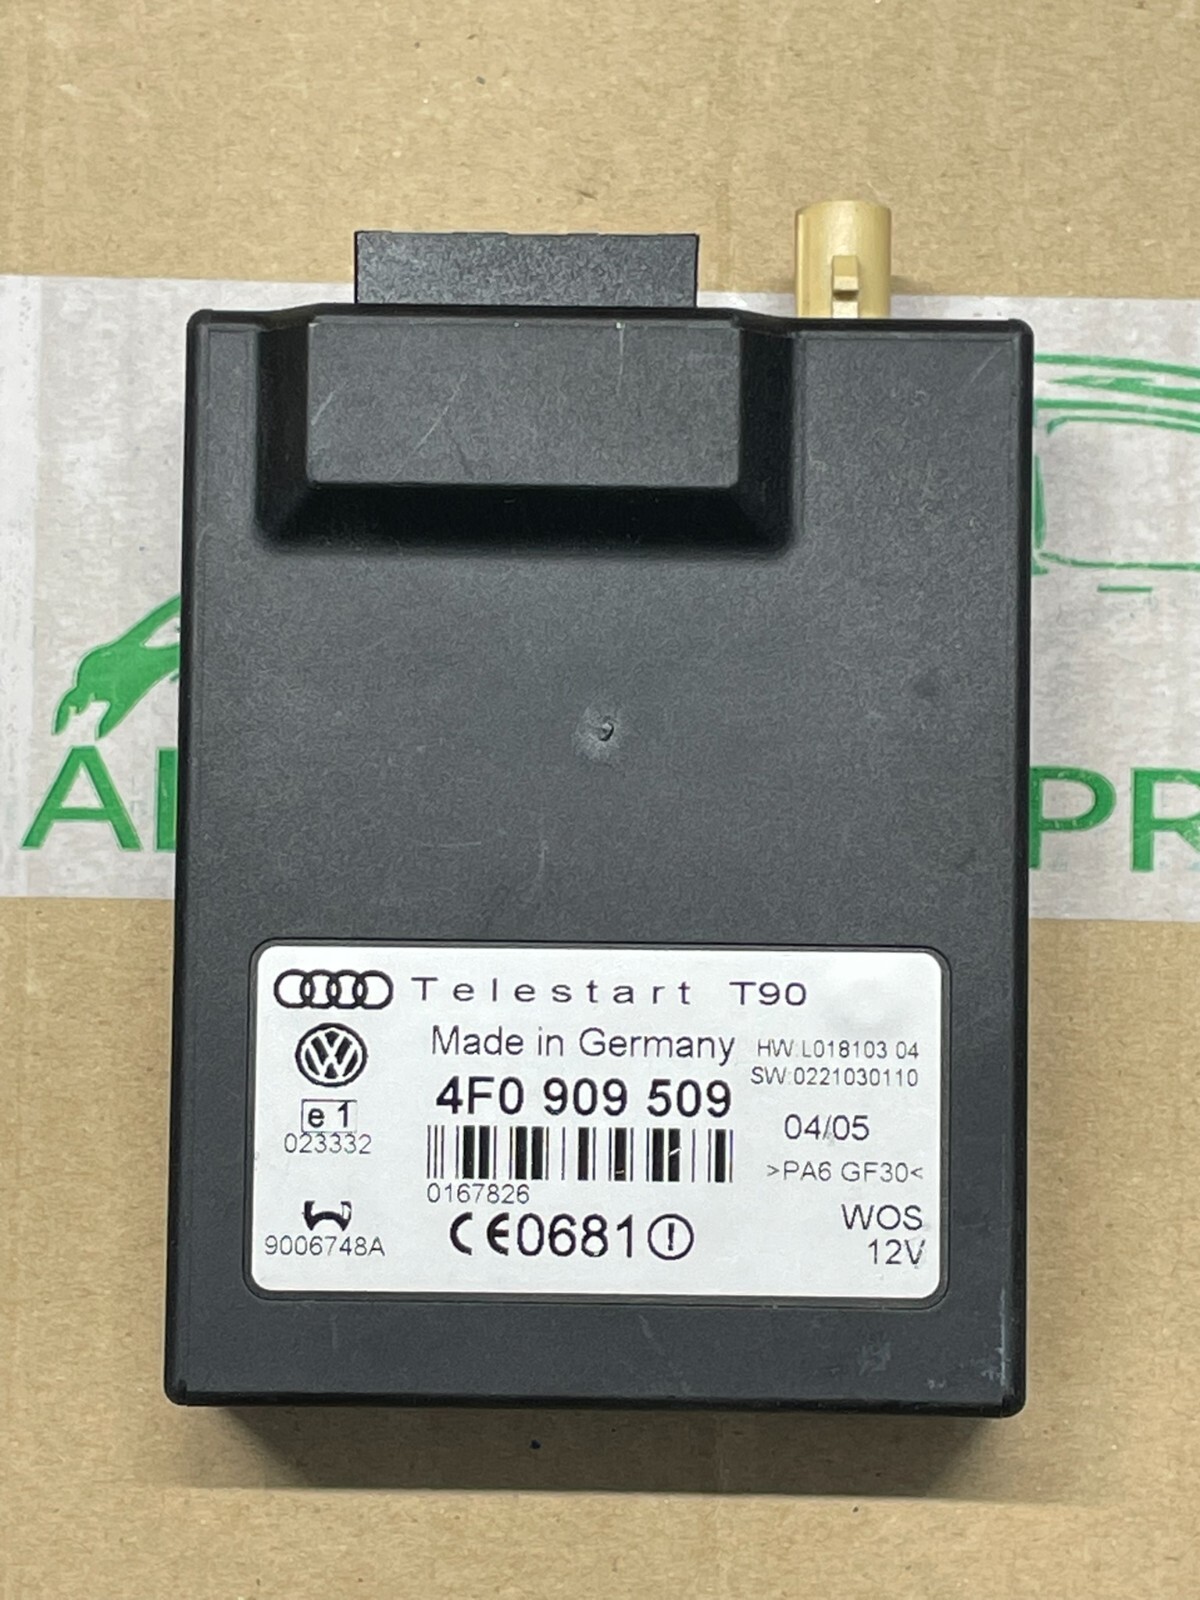 Telestart T90
Made in Germany
HW:L018103 04
SW:0221030110
4F0 909 509
e 1
023332
04/05
>PA6 GF30<
0167826
9006748A
CE0681
WOS
12V
PR